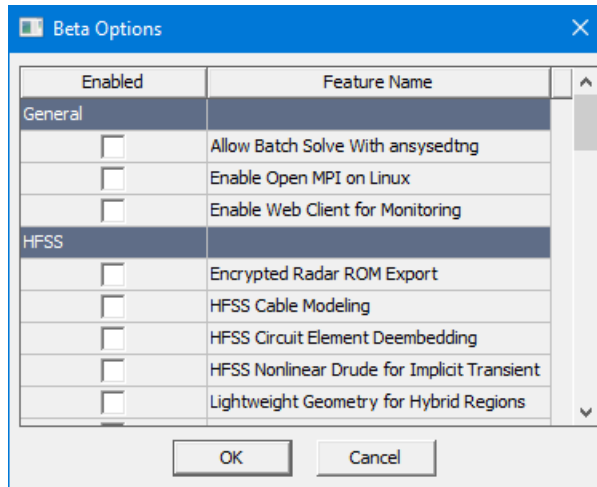 Beta Options
Enabled Feature Name
General
Allow Batch Solve With ansysedtng
Enable Open MPI on Linux
Enable Web Client for Monitoring
HFSS
Encrypted Radar ROM Export
HFSS Cable Modeling
HFSS Circuit Element Deembedding
HFSS Nonlinear Drude for Implicit Transient
Lightweight Geometry for Hybrid Regions
OK Cancel